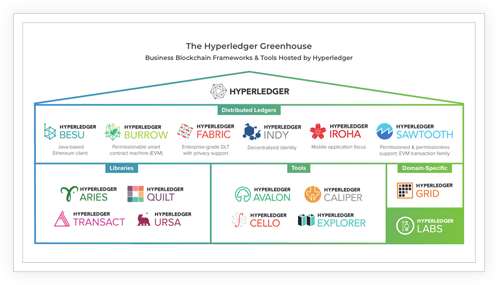 The Hyperledger Greenhouse
Business Blockchain Frameworks & Tools Hosted by Hyperledger
HYPERLEDGER
Distributed Ledgers
HYPERLEDGER
BESU
Java-based
Ethereum client
HYPERLEDGER
BURROW
Permissionable smart
contract machine (EVM)
HYPERLEDGER
FABRIC
Enterprise-grade DLT
with privacy support
HYPERLEDGER
INDY
Decentralized identity
HYPERLEDGER
IROHA
Mobile application focus
HYPERLEDGER
SAWTOOTH
Permissioned & permissionless
support; EVM transaction family
Libraries
HYPERLEDGER
ARIES
HYPERLEDGER
QUILT
HYPERLEDGER
TRANSACT
HYPERLEDGER
URSA
Tools
HYPERLEDGER
AVALON
HYPERLEDGER
CALIPER
HYPERLEDGER
CELLO
HYPERLEDGER
EXPLORER
Domain-Specific
HYPERLEDGER
GRID
HYPERLEDGER
LABS